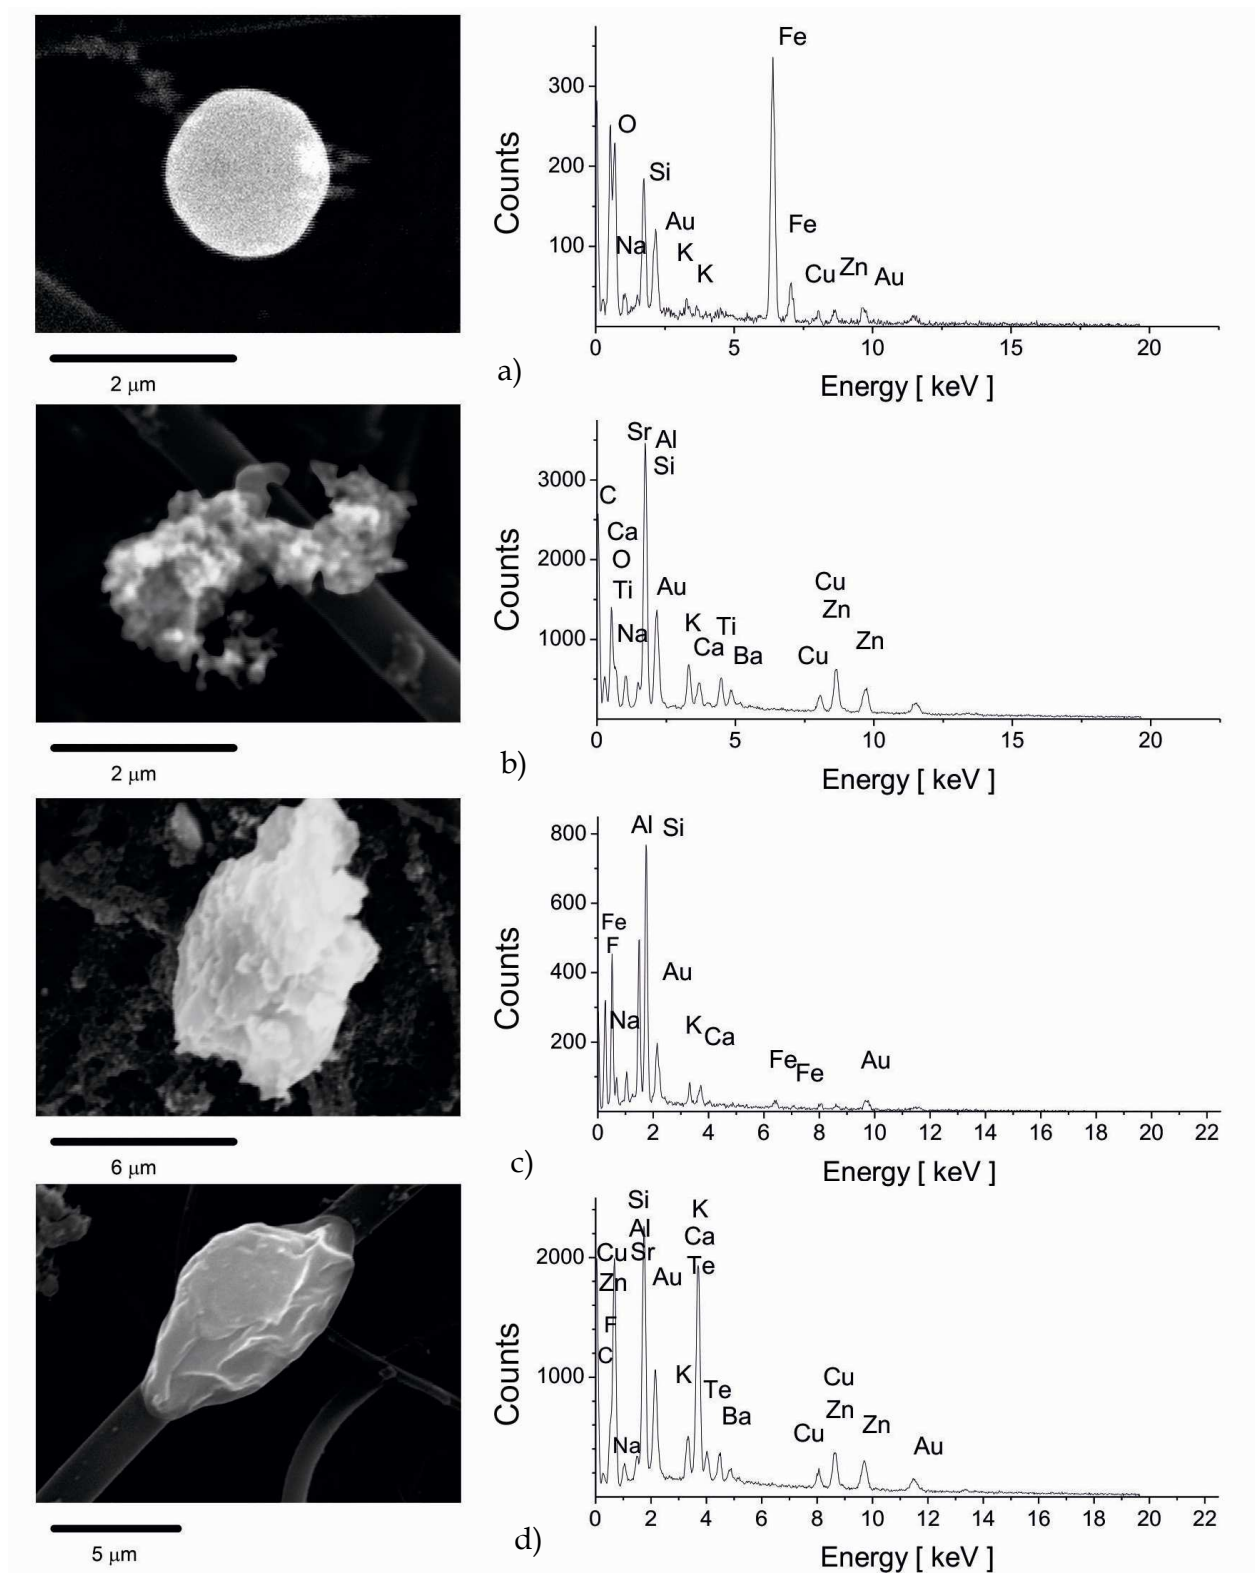 Fe
300
O
200
Si
Au
Fe
Na
K
100
K
Cu Zn Au
0 5 10 15 20
Counts
Energy [ keV ]
2 μm
a)
Sr Al
Si
3000
C
Ca
O
2000
Ti
Au
Cu
Zn
Na
K
Ti
1000
Ca
Ba
Cu
Zn
0 5 10 15 20
Counts
Energy [ keV ]
2 μm
b)
Al Si
800
600
Fe
F
400
Au
Na
K
Ca
200
Fe
Fe
Au
0 2 4 6 8 10 12 14 16 18 20 22
Counts
Energy [ keV ]
6 μm
c)
Si
K
Al
Ca
Cu
Sr
2000
Te
Zn
Au
F
C
1000
K
Te
Cu
Ba
Zn
Zn
Cu
Na
Au
0 2 4 6 8 10 12 14 16 18 20 22
Counts
Energy [ keV ]
5 μm
d)